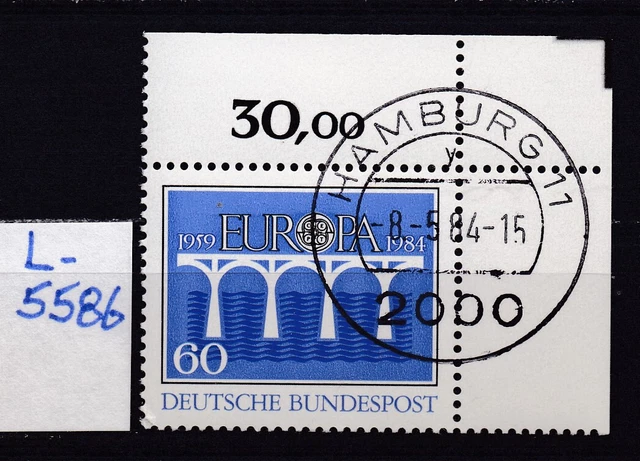 30,00
HAMBURG 11
y
-8.-5.84-15
2000
1959 EUROPA 1984
60
DEUTSCHE BUNDESPOST
L-
5586